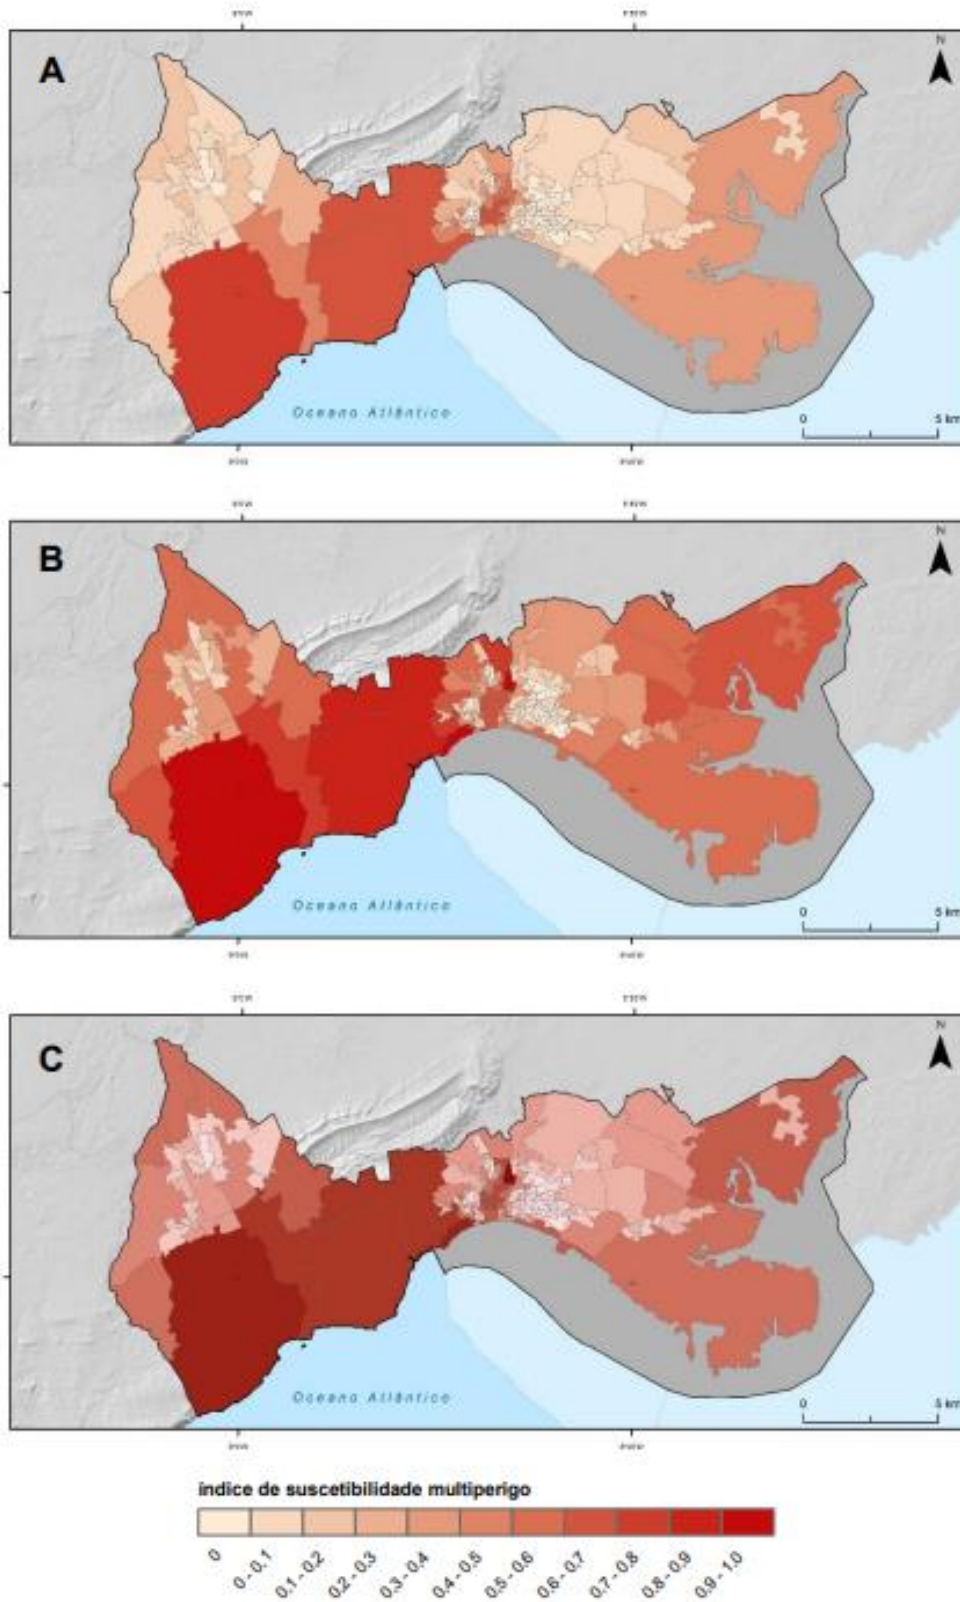 A
N
Oceano Atlântico
0 5 km
B
N
Oceano Atlântico
0 5 km
C
N
Oceano Atlântico
0 5 km
índice de suscetibilidade multiperigo
0 0 - 0,1 0,1 - 0,2 0,2 - 0,3 0,3 - 0,4 0,4 - 0,5 0,5 - 0,6 0,6 - 0,7 0,7 - 0,8 0,8 - 0,9 0,9 - 1,0